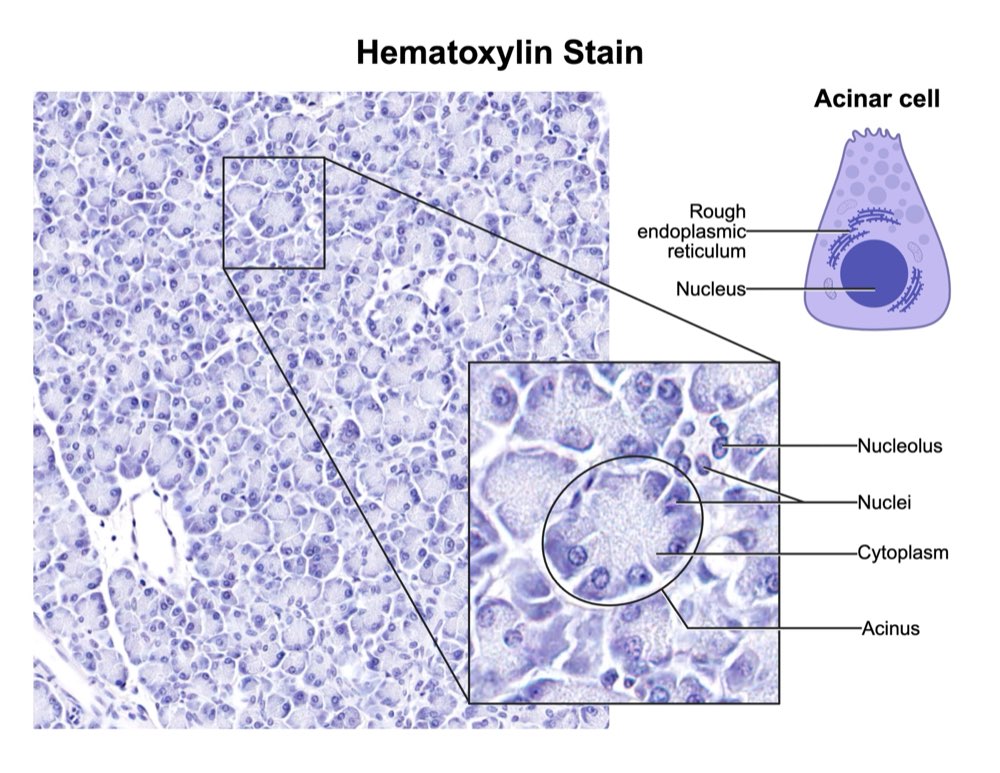 Hematoxylin Stain
Acinar cell
Rough
endoplasmic
reticulum
Nucleus
Nucleolus
Nuclei
Cytoplasm
Acinus